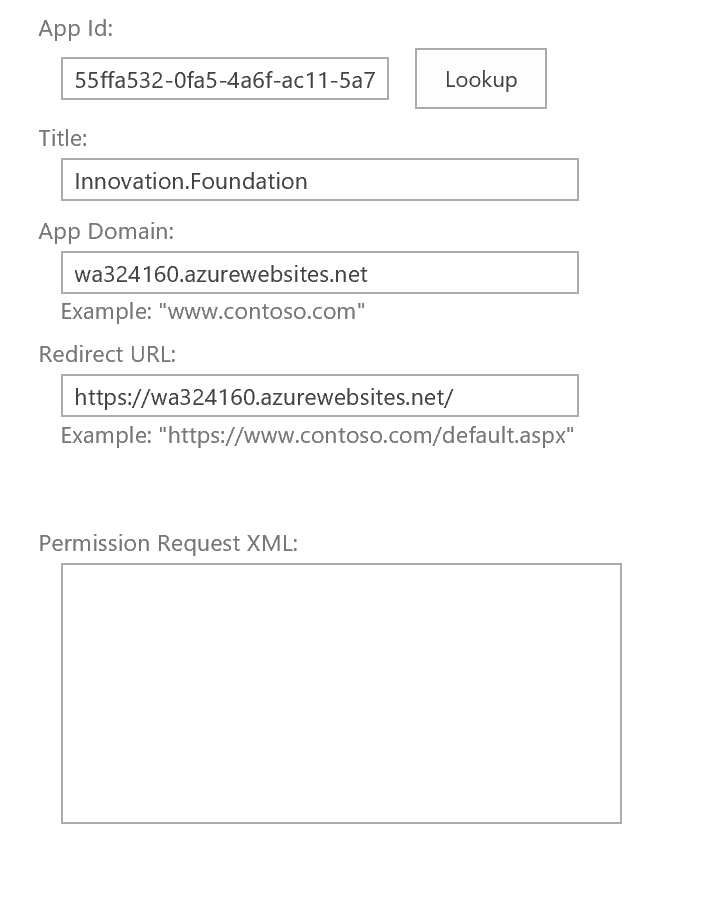 App Id:
55ffa532-0fa5-4a6f-ac11-5a7
Lookup
Title:
Innovation.Foundation
App Domain:
wa324160.azurewebsites.net
Example: "www.contoso.com"
Redirect URL:
https://wa324160.azurewebsites.net/
Example: "https://www.contoso.com/default.aspx"
Permission Request XML: